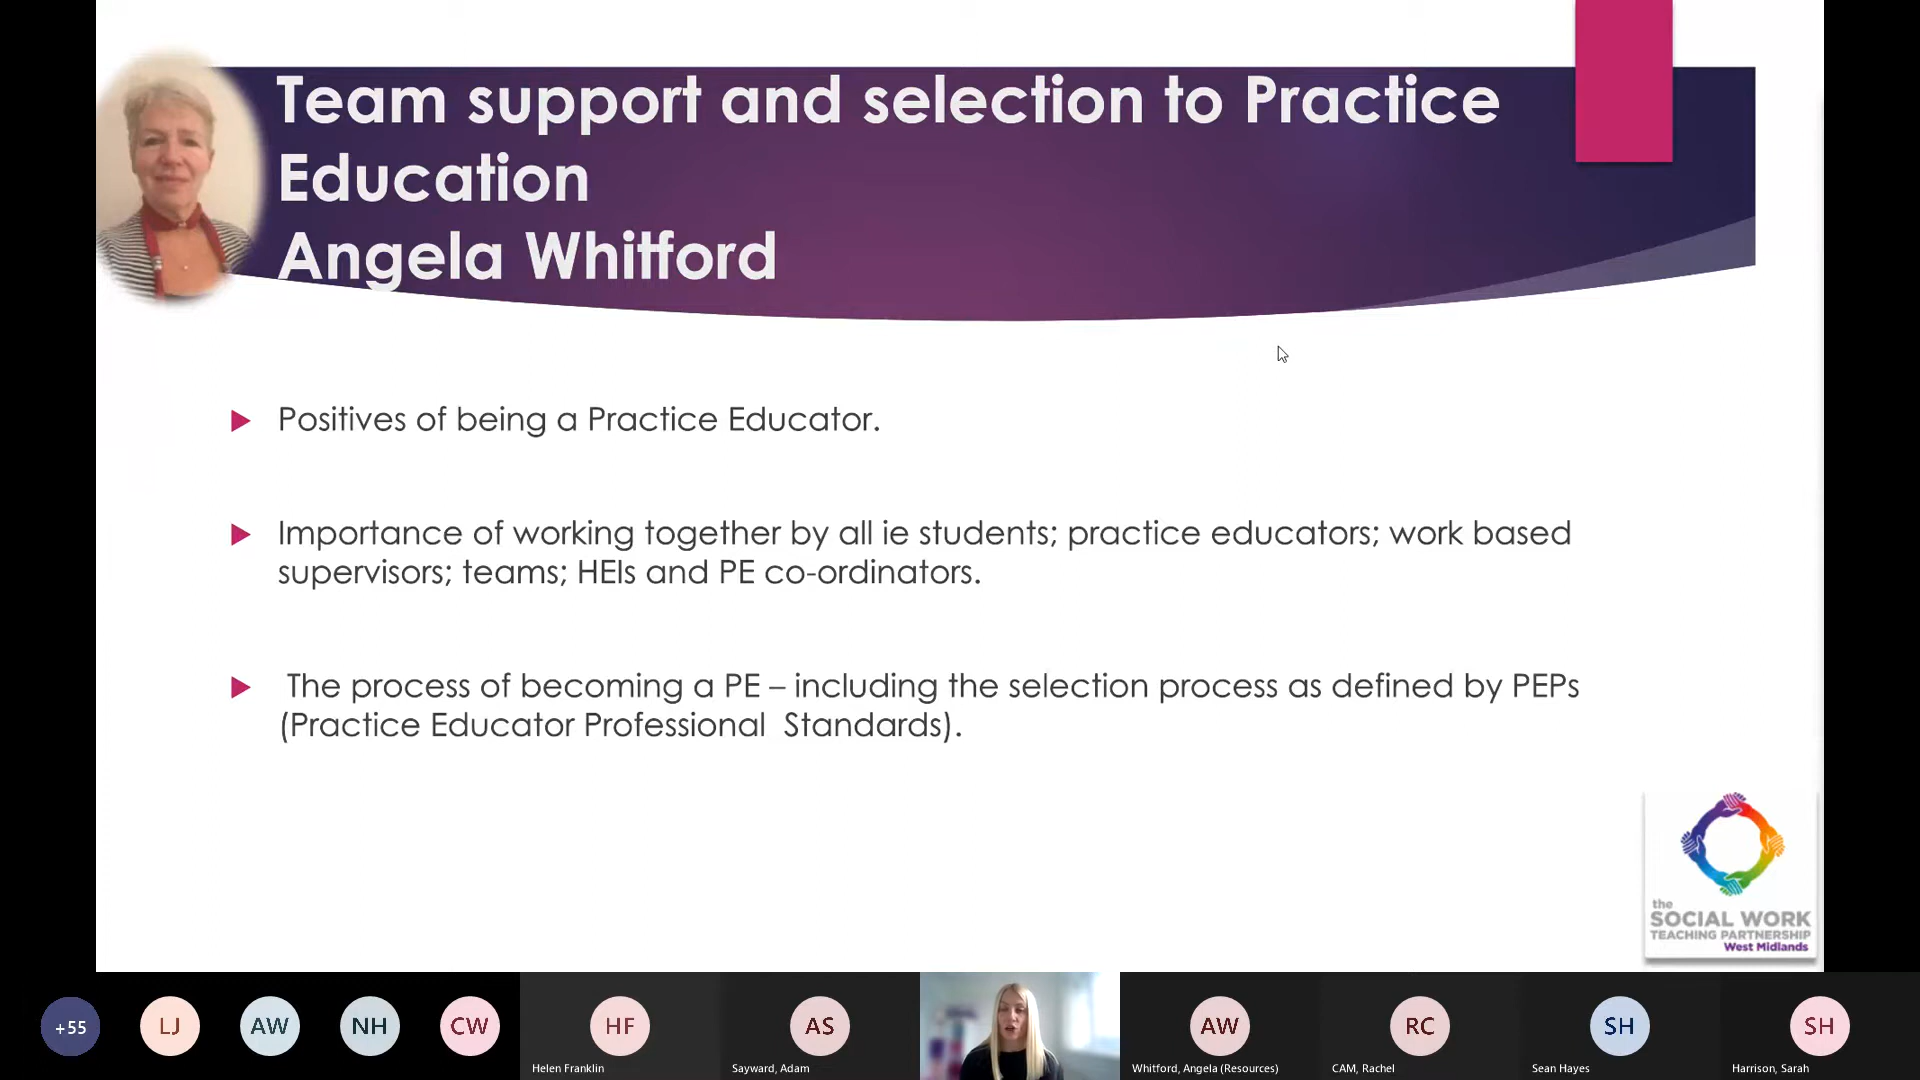 Team support and selection to Practice
Education
Angela Whitford
Positives of being a Practice Educator.
Importance of working together by all ie students; practice educators; work based
supervisors; teams; HEIs and PE co-ordinators.
The process of becoming a PE – including the selection process as defined by PEPs
(Practice Educator Professional  Standards).
the
SOCIAL WORK
TEACHING PARTNERSHIP
West Midlands
+55
LJ
AW
NH
CW
HF
Helen Franklin
AS
Sayward, Adam
AW
Whitford, Angela (Resources)
RC
CAM, Rachel
SH
Sean Hayes
SH
Harrison, Sarah